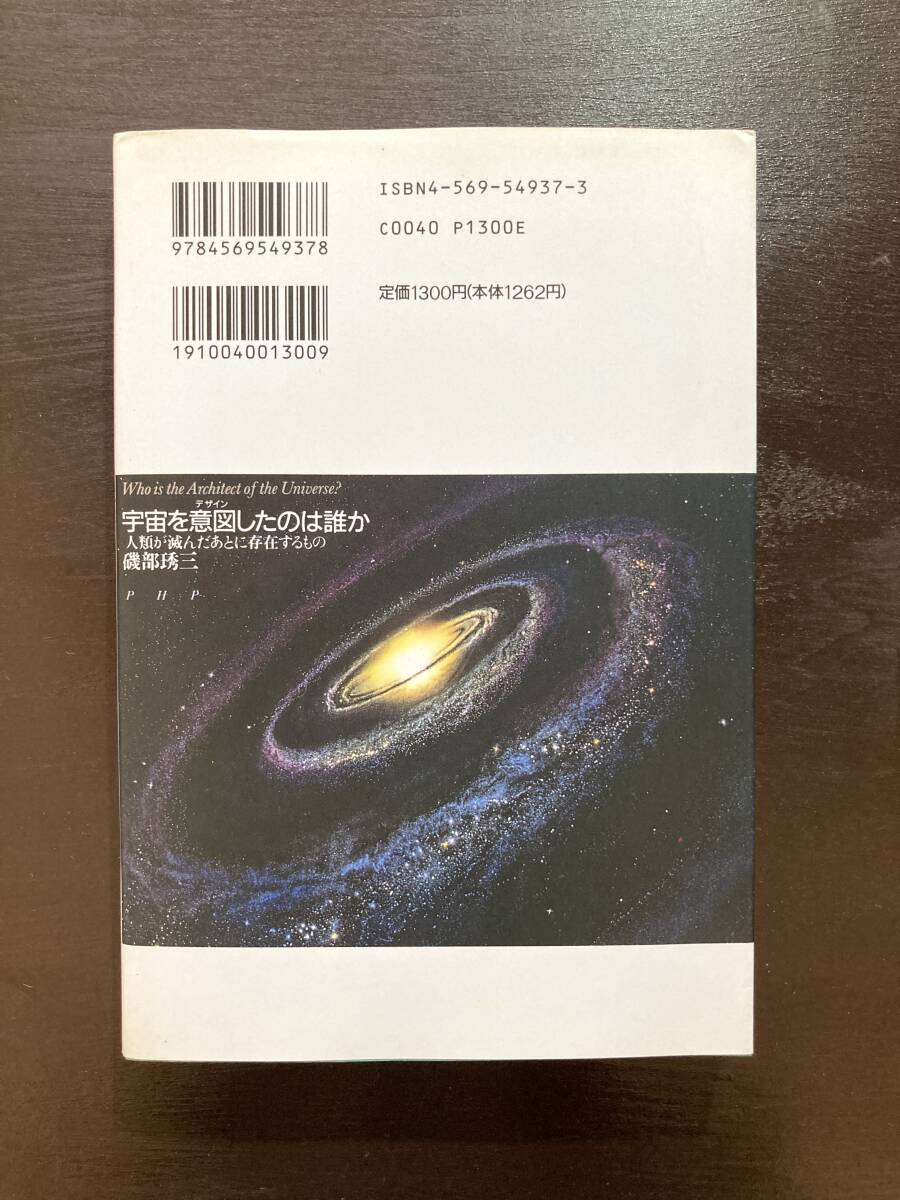 ISBN4-569-54937-3
C0040 P1300E
9784569549378
定価1300円(本体1262円)
1910040013009
Who is the Architect of the Universe?
デザイン
宇宙を意図したのは誰か
人類が滅んだあとに存在するもの
磯部琇三
P H P